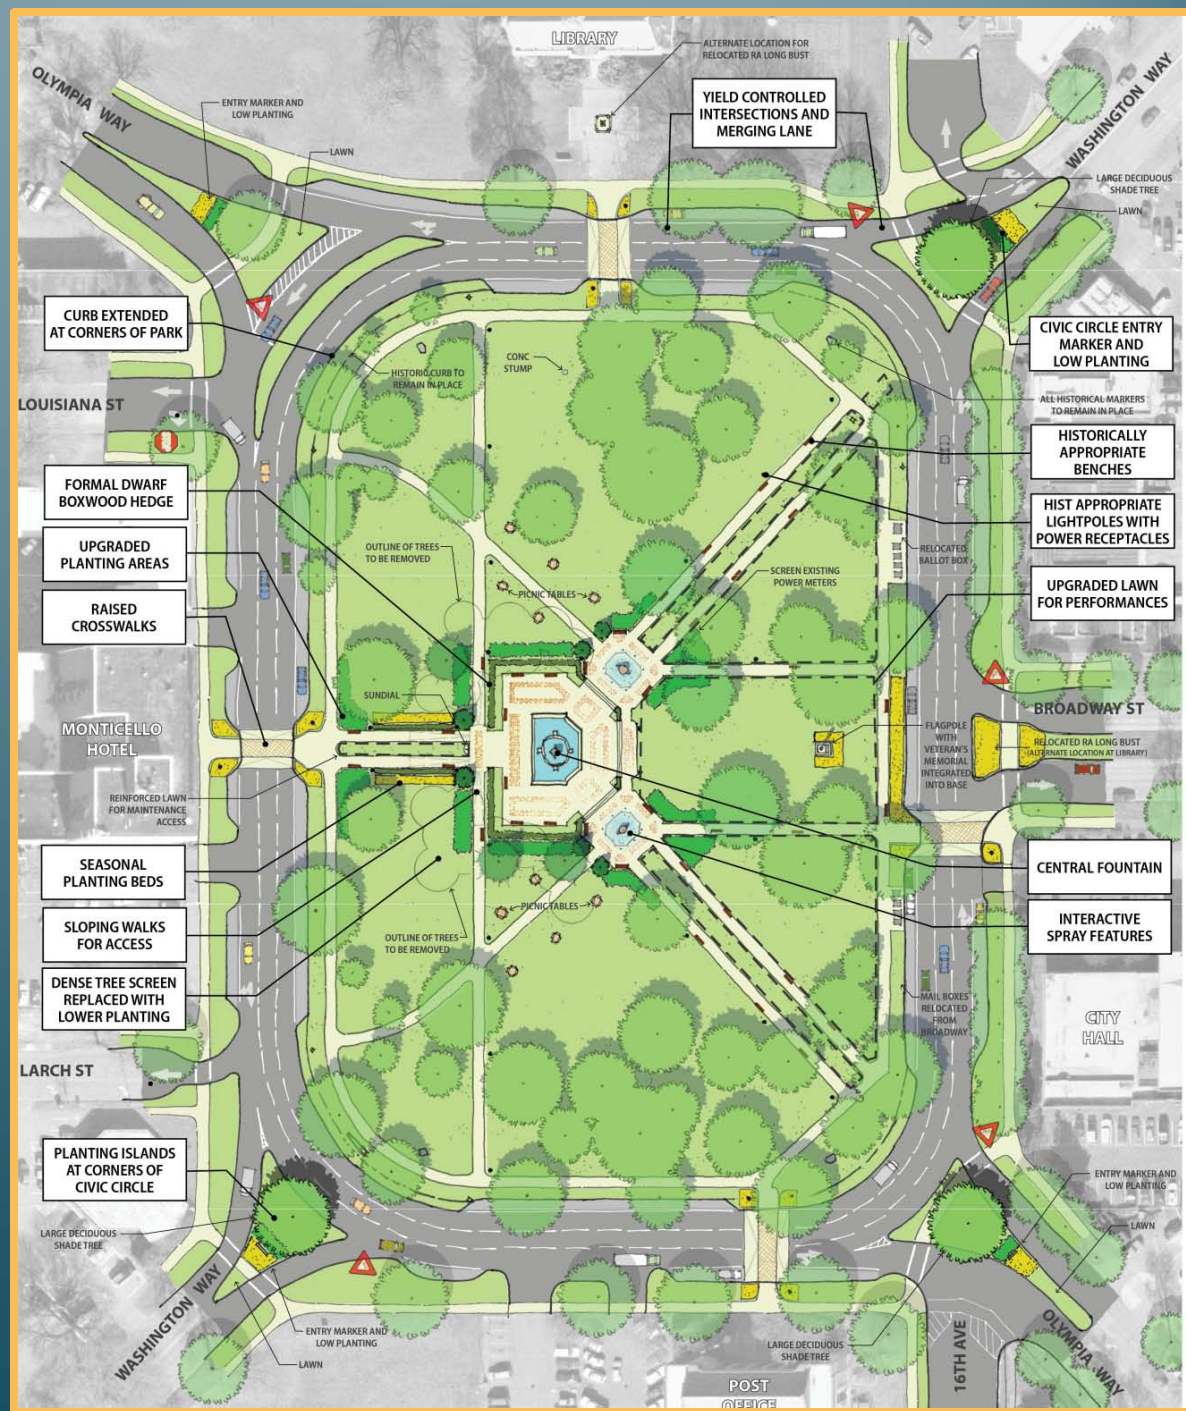 LIBRARY
ALTERNATE LOCATION FOR
RELOCATED RA LONG BUST
OLYMPIA WAY
ENTRY MARKER AND
LOW PLANTING
LAWN
YIELD CONTROLLED
INTERSECTIONS AND
MERGING LANE
WASHINGTON WAY
LARGE DECIDUOUS
SHADE TREE
LAWN
CURB EXTENDED
AT CORNERS OF PARK
HISTORIC CURB TO
REMAIN IN PLACE
CONC
STUMP
CIVIC CIRCLE ENTRY
MARKER AND
LOW PLANTING
LOUISIANA ST
ALL HISTORICAL MARKERS
TO REMAIN IN PLACE
HISTORICALLY
APPROPRIATE
BENCHES
FORMAL DWARF
BOXWOOD HEDGE
HIST APPROPRIATE
LIGHTPOLES WITH
POWER RECEPTACLES
UPGRADED
PLANTING AREAS
OUTLINE OF TREES
TO BE REMOVED
RELOCATED
BALLOT BOX
SCREEN EXISTING
POWER METERS
PICNIC TABLES
UPGRADED LAWN
FOR PERFORMANCES
RAISED
CROSSWALKS
SUNDIAL
MONTICELLO
HOTEL
BROADWAY ST
FLAGPOLE
WITH
VETERAN'S
MEMORIAL
INTEGRATED
INTO BASE
RELOCATED RA LONG BUST
(ALTERNATE LOCATION AT LIBRARY)
REINFORCED LAWN
FOR MAINTENANCE
ACCESS
SEASONAL
PLANTING BEDS
CENTRAL FOUNTAIN
SLOPING WALKS
FOR ACCESS
PICNIC TABLES
INTERACTIVE
SPRAY FEATURES
OUTLINE OF TREES
TO BE REMOVED
DENSE TREE SCREEN
REPLACED WITH
LOWER PLANTING
MAIL BOXES
RELOCATED
FROM
BROADWAY
CITY
HALL
LARCH ST
PLANTING ISLANDS
AT CORNERS OF
CIVIC CIRCLE
ENTRY MARKER AND
LOW PLANTING
LAWN
LARGE DECIDUOUS
SHADE TREE
WASHINGTON WAY
ENTRY MARKER AND
LOW PLANTING
LAWN
LARGE DECIDUOUS
SHADE TREE
16TH AVE
OLYMPIA WAY
POST
OFFICE